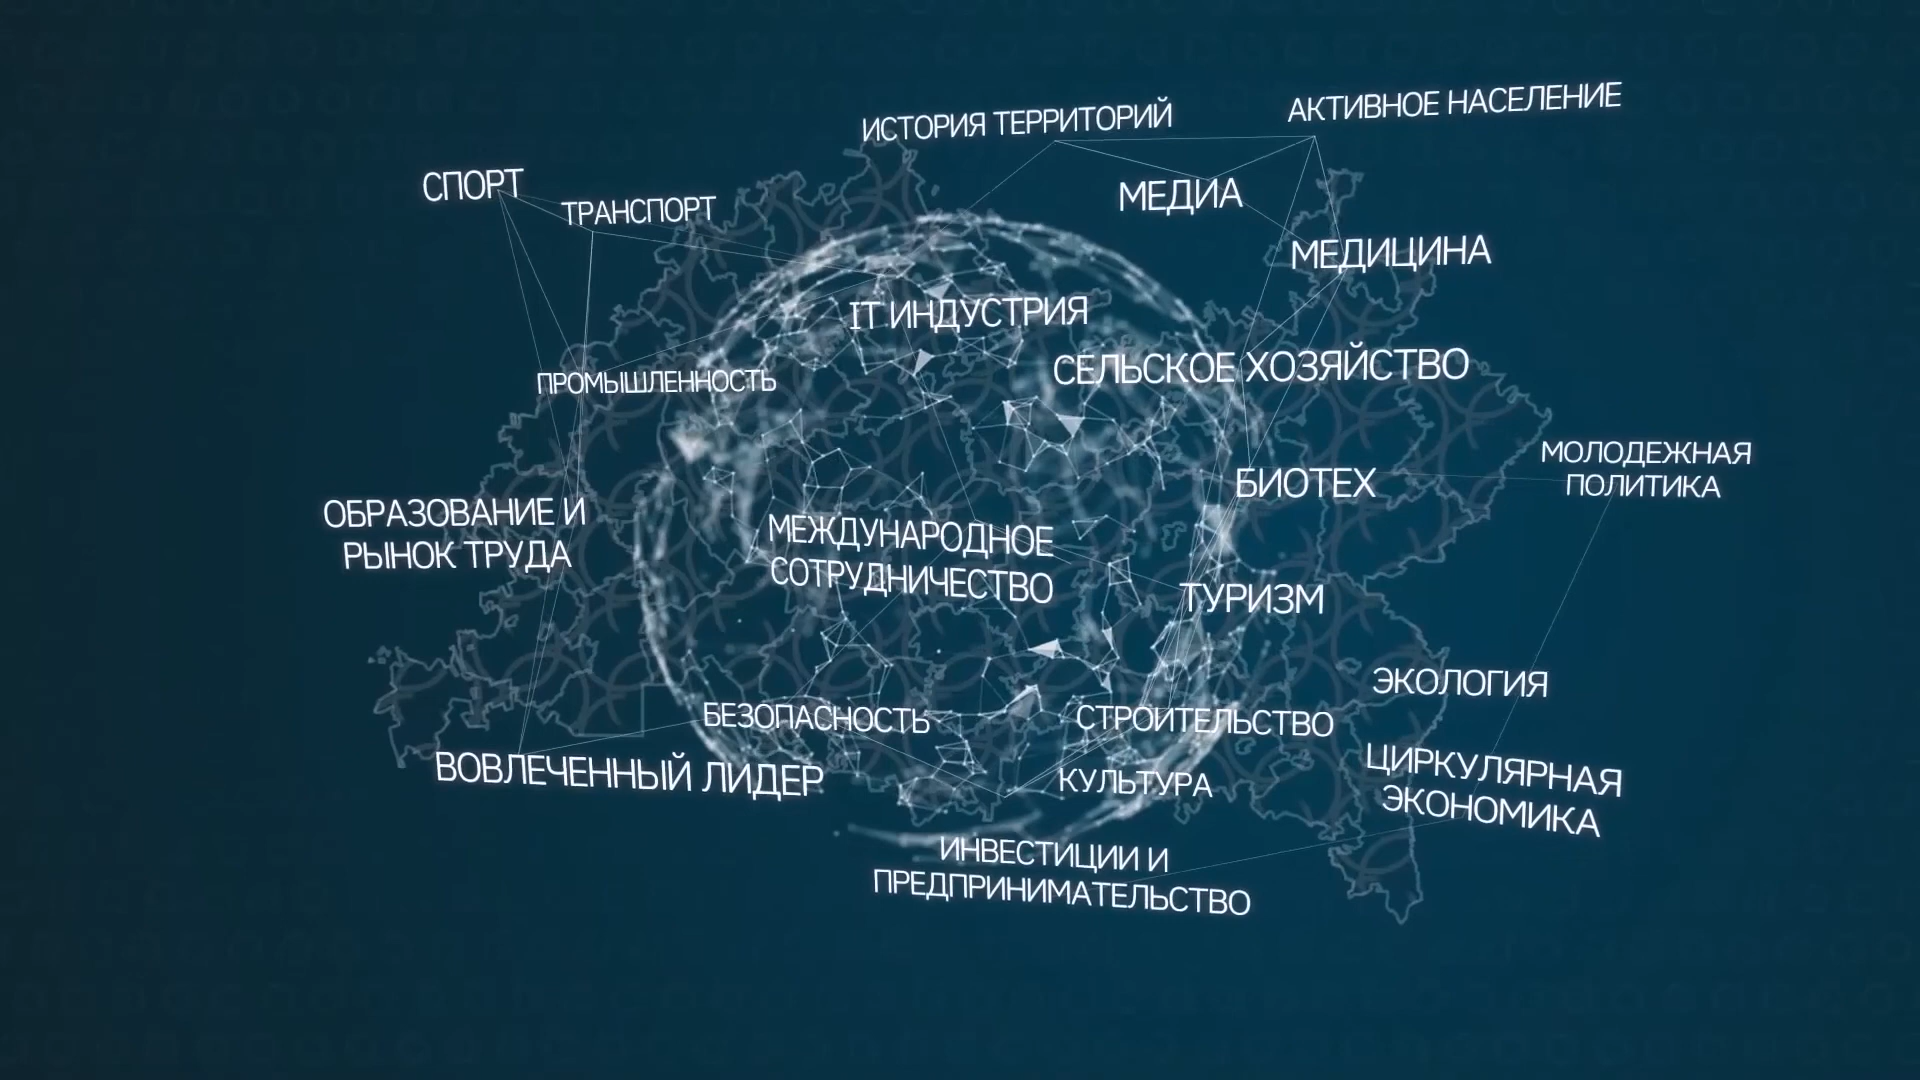 АКТИВНОЕ НАСЕЛЕНИЕ
ИСТОРИЯ ТЕРРИТОРИЙ
СПОРТ
МЕДИА
ТРАНСПОРТ
МЕДИЦИНА
IT ИНДУСТРИЯ
СЕЛЬСКОЕ ХОЗЯЙСТВО
ПРОМЫШЛЕННОСТЬ
МОЛОДЕЖНАЯ
ПОЛИТИКА
БИОТЕХ
ОБРАЗОВАНИЕ И
РЫНОК ТРУДА
МЕЖДУНАРОДНОЕ
СОТРУДНИЧЕСТВО
ТУРИЗМ
ЭКОЛОГИЯ
БЕЗОПАСНОСТЬ
СТРОИТЕЛЬСТВО
ВОВЛЕЧЕННЫЙ ЛИДЕР
КУЛЬТУРА
ЦИРКУЛЯРНАЯ
ЭКОНОМИКА
ИНВЕСТИЦИИ И
ПРЕДПРИНИМАТЕЛЬСТВО